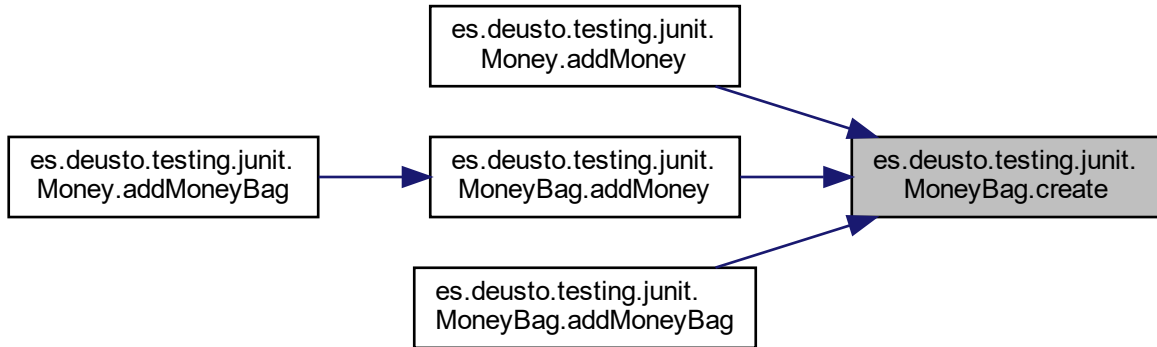 es.deusto.testing.junit.
Money.addMoney
es.deusto.testing.junit.
Money.addMoneyBag
es.deusto.testing.junit.
MoneyBag.addMoney
es.deusto.testing.junit.
MoneyBag.create
es.deusto.testing.junit.
MoneyBag.addMoneyBag